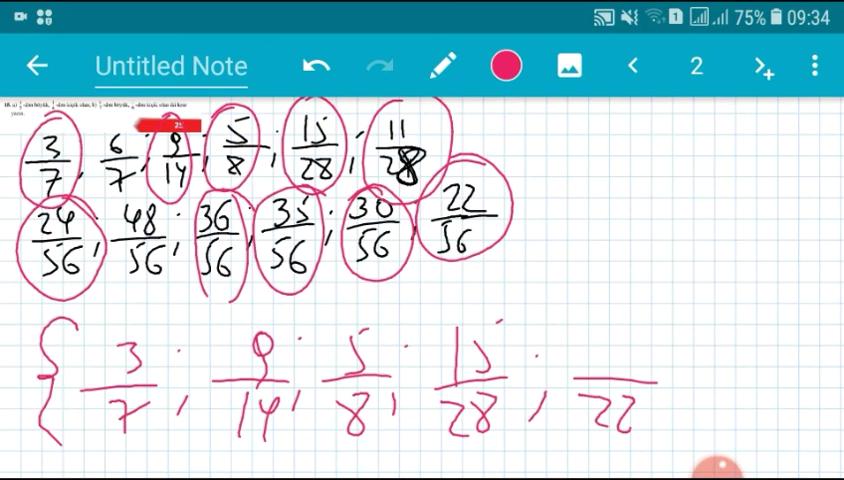 1 75% 09:34
Untitled Note 2
21
3/7, 6/7; 9/14; 5/8; 15/28; 11/28
24/56; 48/56; 36/56; 35/56; 30/56, 22/56
{ 3/7; 9/14; 5/8; 15/28; /22